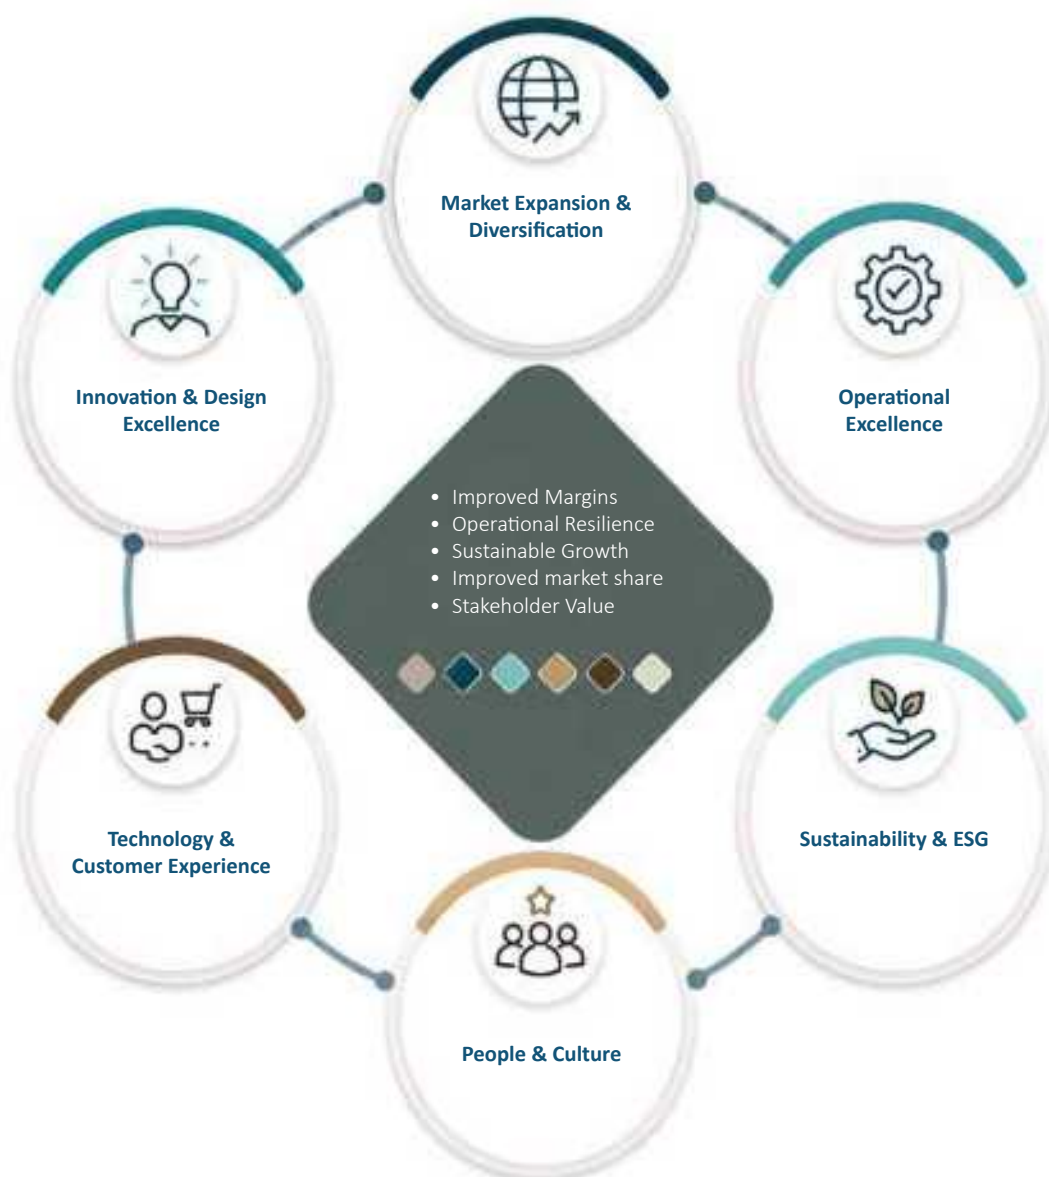 Market Expansion &
Diversification
Innovation & Design
Excellence
Operational
Excellence
• Improved Margins
• Operational Resilience
• Sustainable Growth
• Improved market share
• Stakeholder Value
Technology &
Customer Experience
Sustainability & ESG
People & Culture